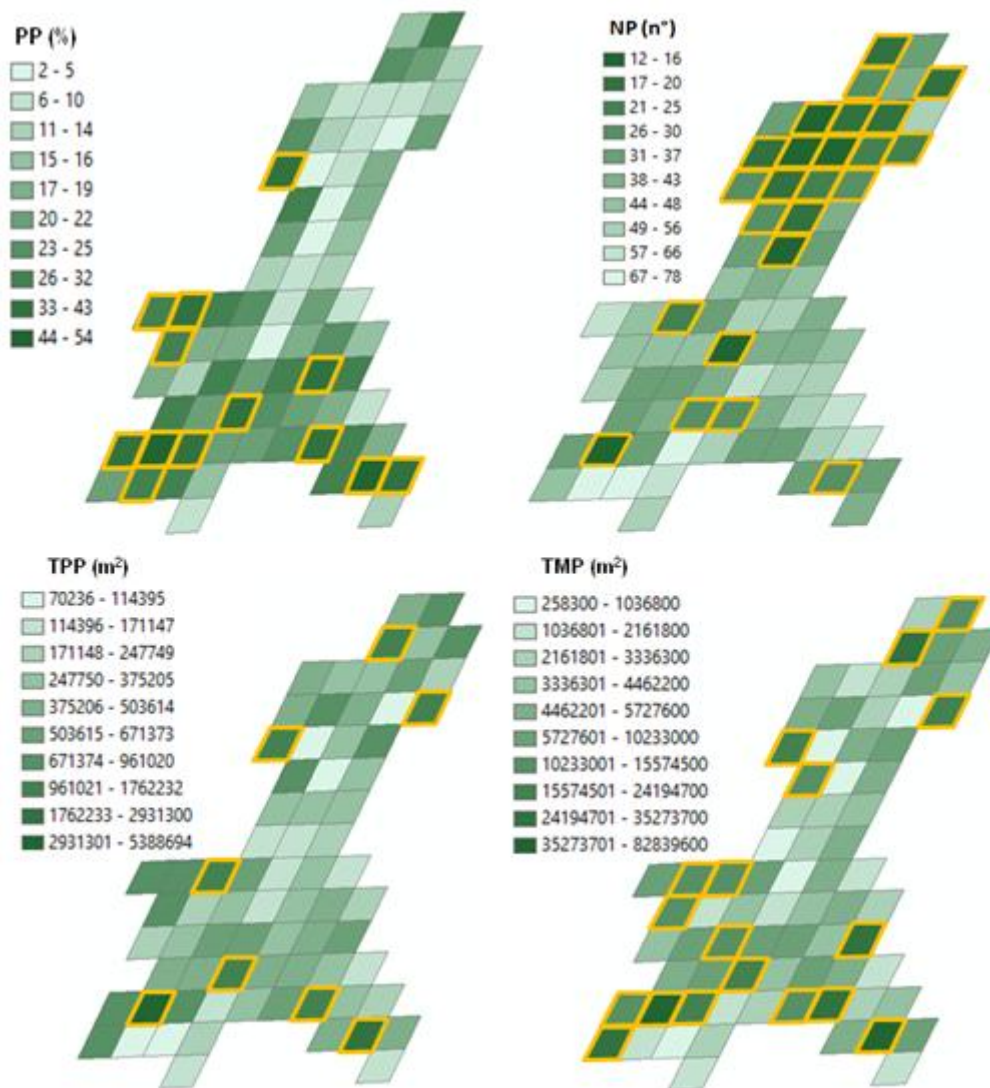 PP (%)
2 - 5
6 - 10
11 - 14
15 - 16
17 - 19
20 - 22
23 - 25
26 - 32
33 - 43
44 - 54
NP (n°)
12 - 16
17 - 20
21 - 25
26 - 30
31 - 37
38 - 43
44 - 48
49 - 56
57 - 66
67 - 78
TPP (m²)
70236 - 114395
114396 - 171147
171148 - 247749
247750 - 375205
375206 - 503614
503615 - 671373
671374 - 961020
961021 - 1762232
1762233 - 2931300
2931301 - 5388694
TMP (m²)
258300 - 1036800
1036801 - 2161800
2161801 - 3336300
3336301 - 4462200
4462201 - 5727600
5727601 - 10233000
10233001 - 15574500
15574501 - 24194700
24194701 - 35273700
35273701 - 82839600